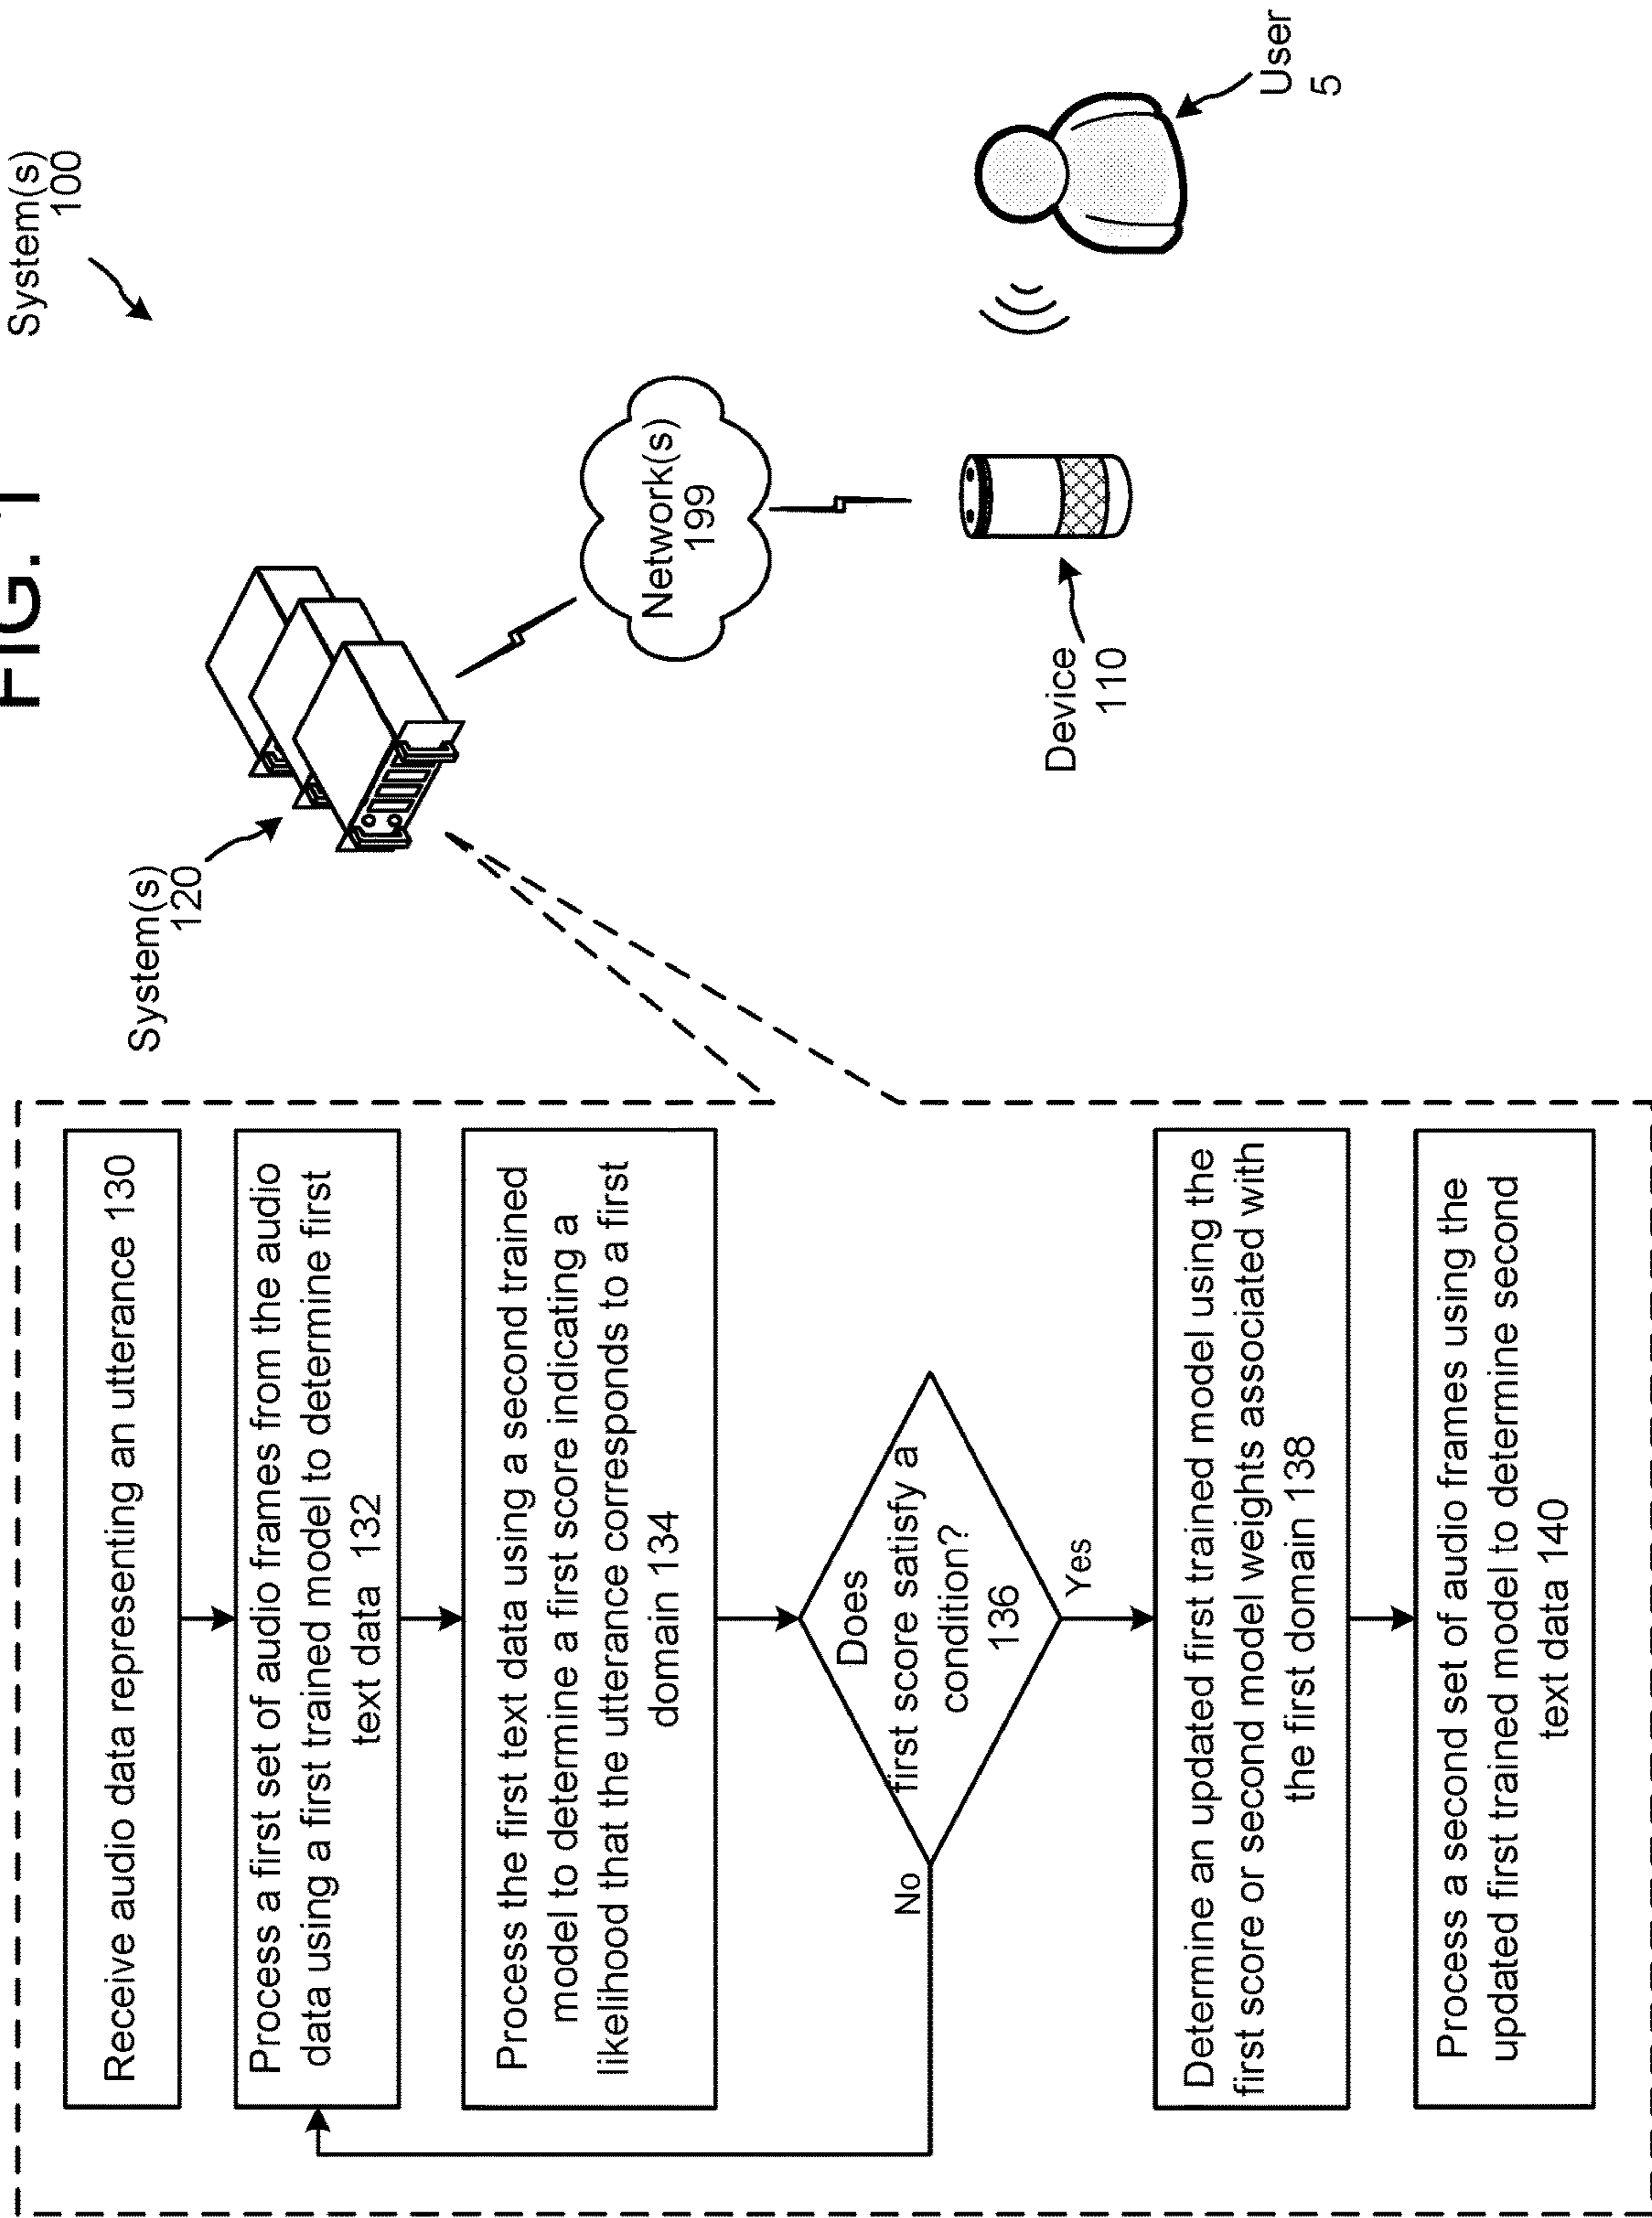 FIG. 1
System(s)
100
System(s)
120
Network(s)
199
Device
110
User
5
Receive audio data representing an utterance 130
Process a first set of audio frames from the audio
data using a first trained model to determine first
text data 132
Process the first text data using a second trained
model to determine a first score indicating a
likelihood that the utterance corresponds to a first
domain 134
Does
first score satisfy a
condition?
136
No
Yes
Determine an updated first trained model using the
first score or second model weights associated with
the first domain 138
Process a second set of audio frames using the
updated first trained model to determine second
text data 140